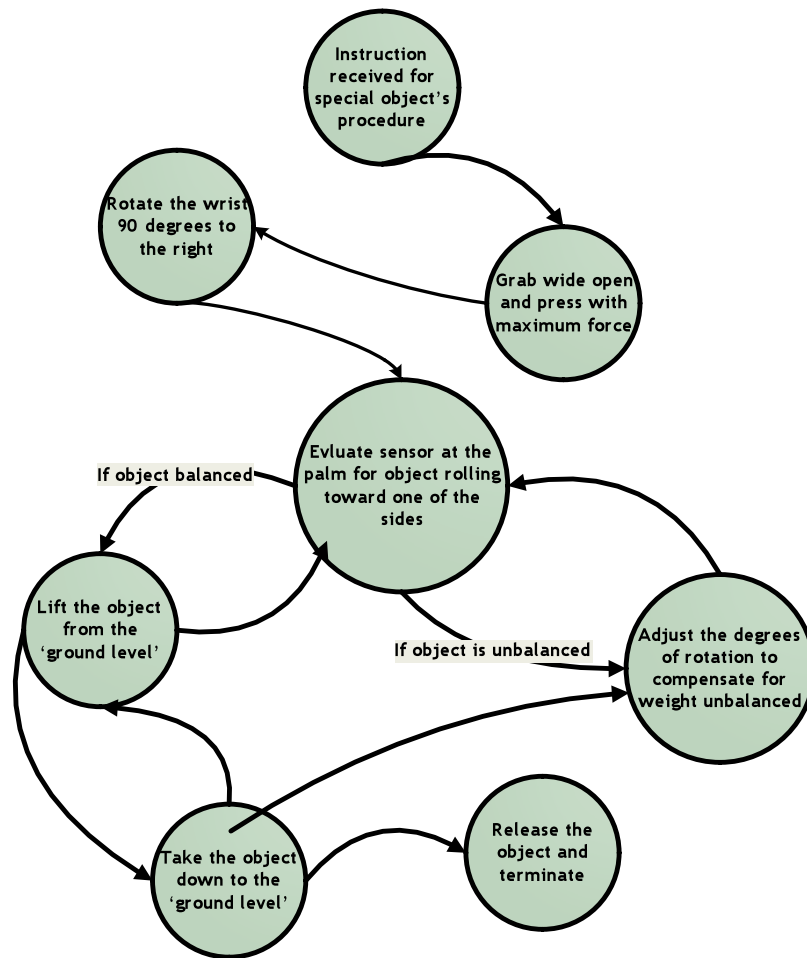 Instruction
received for
special object's
procedure
Rotate the wrist
90 degrees to
the right
Grab wide open
and press with
maximum force
Evluate sensor at the
palm for object rolling
toward one of the
sides
If object balanced
Lift the object
from the
‘ground level’
If object is unbalanced
Adjust the degrees
of rotation to
compensate for
weight unbalanced
Take the object
down to the
‘ground level’
Release the
object and
terminate